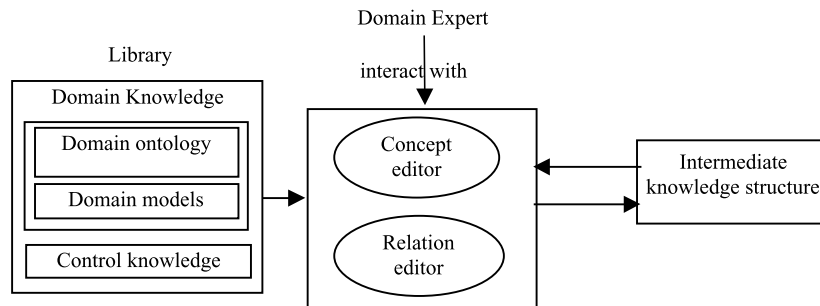 Domain Expert
Library
interact with
Domain Knowledge
Domain ontology
Domain models
Control knowledge
Concept
editor
Relation
editor
Intermediate
knowledge structure